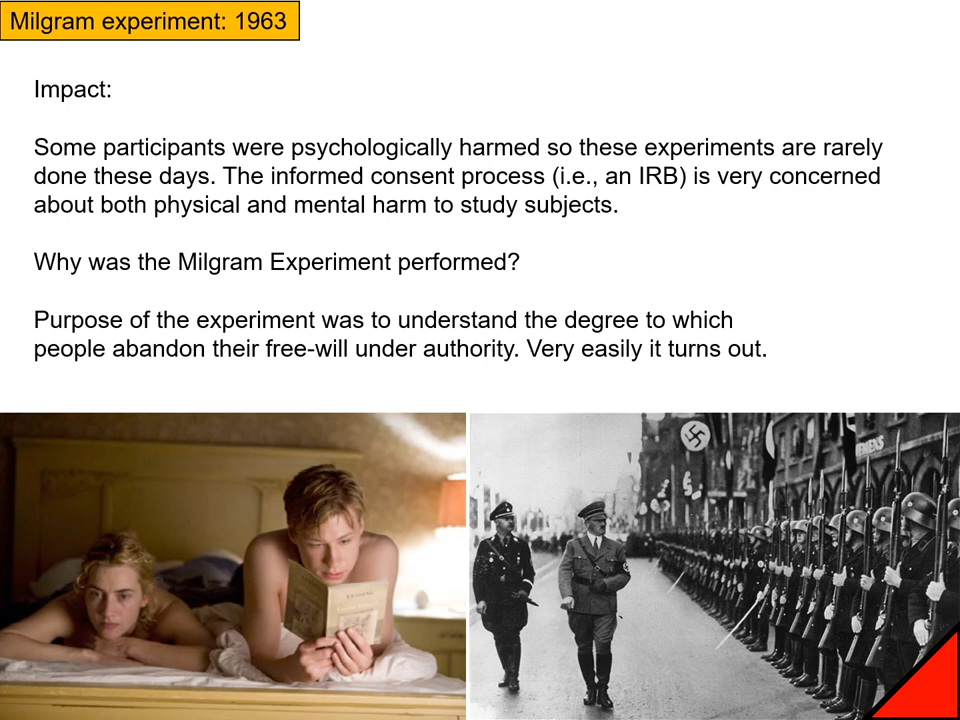 Milgram experiment: 1963
Impact:
Some participants were psychologically harmed so these experiments are rarely
done these days. The informed consent process (i.e., an IRB) is very concerned
about both physical and mental harm to study subjects.
Why was the Milgram Experiment performed?
Purpose of the experiment was to understand the degree to which
people abandon their free-will under authority. Very easily it turns out.